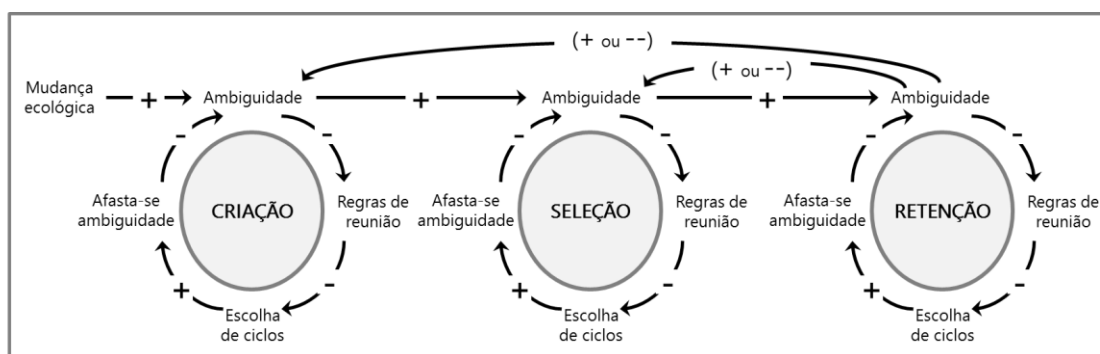 (+ ou --)
(+ ou --)
Mudança
ecológica
+
Ambiguidade
+
Ambiguidade
+
Ambiguidade
-
-
-
-
-
-
Afasta-se
ambiguidade
CRIAÇÃO
Regras de
reunião
Afasta-se
ambiguidade
SELEÇÃO
Regras de
reunião
Afasta-se
ambiguidade
RETENÇÃO
Regras de
reunião
+
-
+
-
+
-
Escolha
de ciclos
Escolha
de ciclos
Escolha
de ciclos